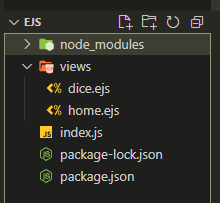 EJS
node_modules
views
dice.ejs
home.ejs
index.js
package-lock.json
package.json